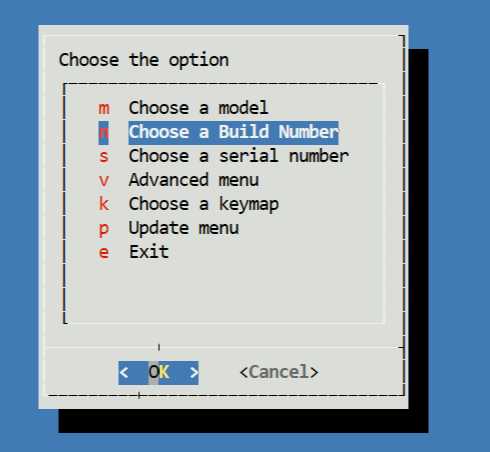 Choose the option
m Choose a model
n Choose a Build Number
s Choose a serial number
v Advanced menu
k Choose a keymap
p Update menu
e Exit
< OK > <Cancel>